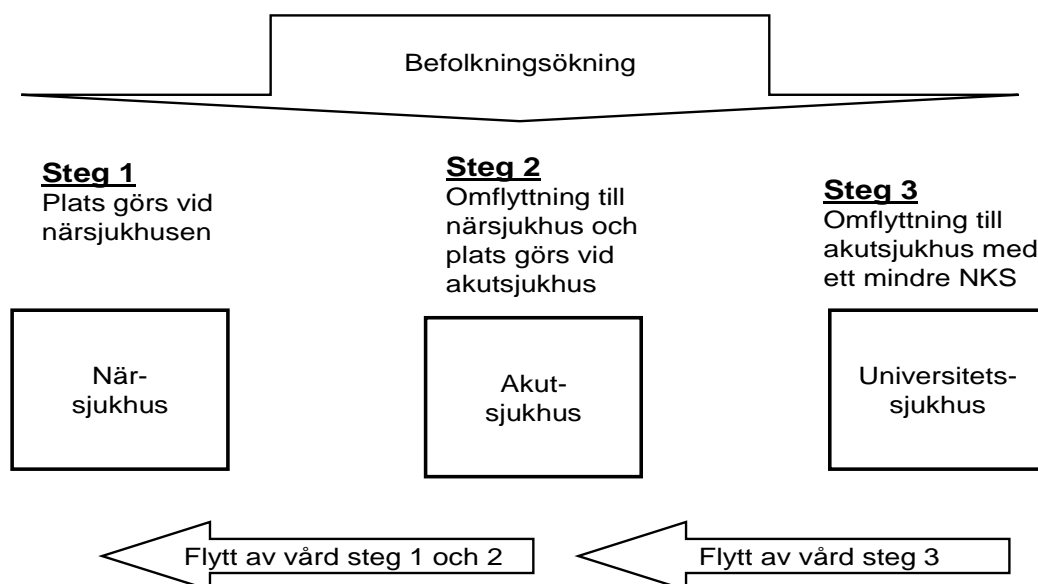 Befolkningsökning
Steg 1
Plats görs vid
närsjukhusen
Steg 2
Omflyttning till
närsjukhus och
plats görs vid
akutsjukhus
Steg 3
Omflyttning till
akutsjukhus med
ett mindre NKS
När-
sjukhus
Akut-
sjukhus
Universitets-
sjukhus
Flytt av vård steg 1 och 2
Flytt av vård steg 3